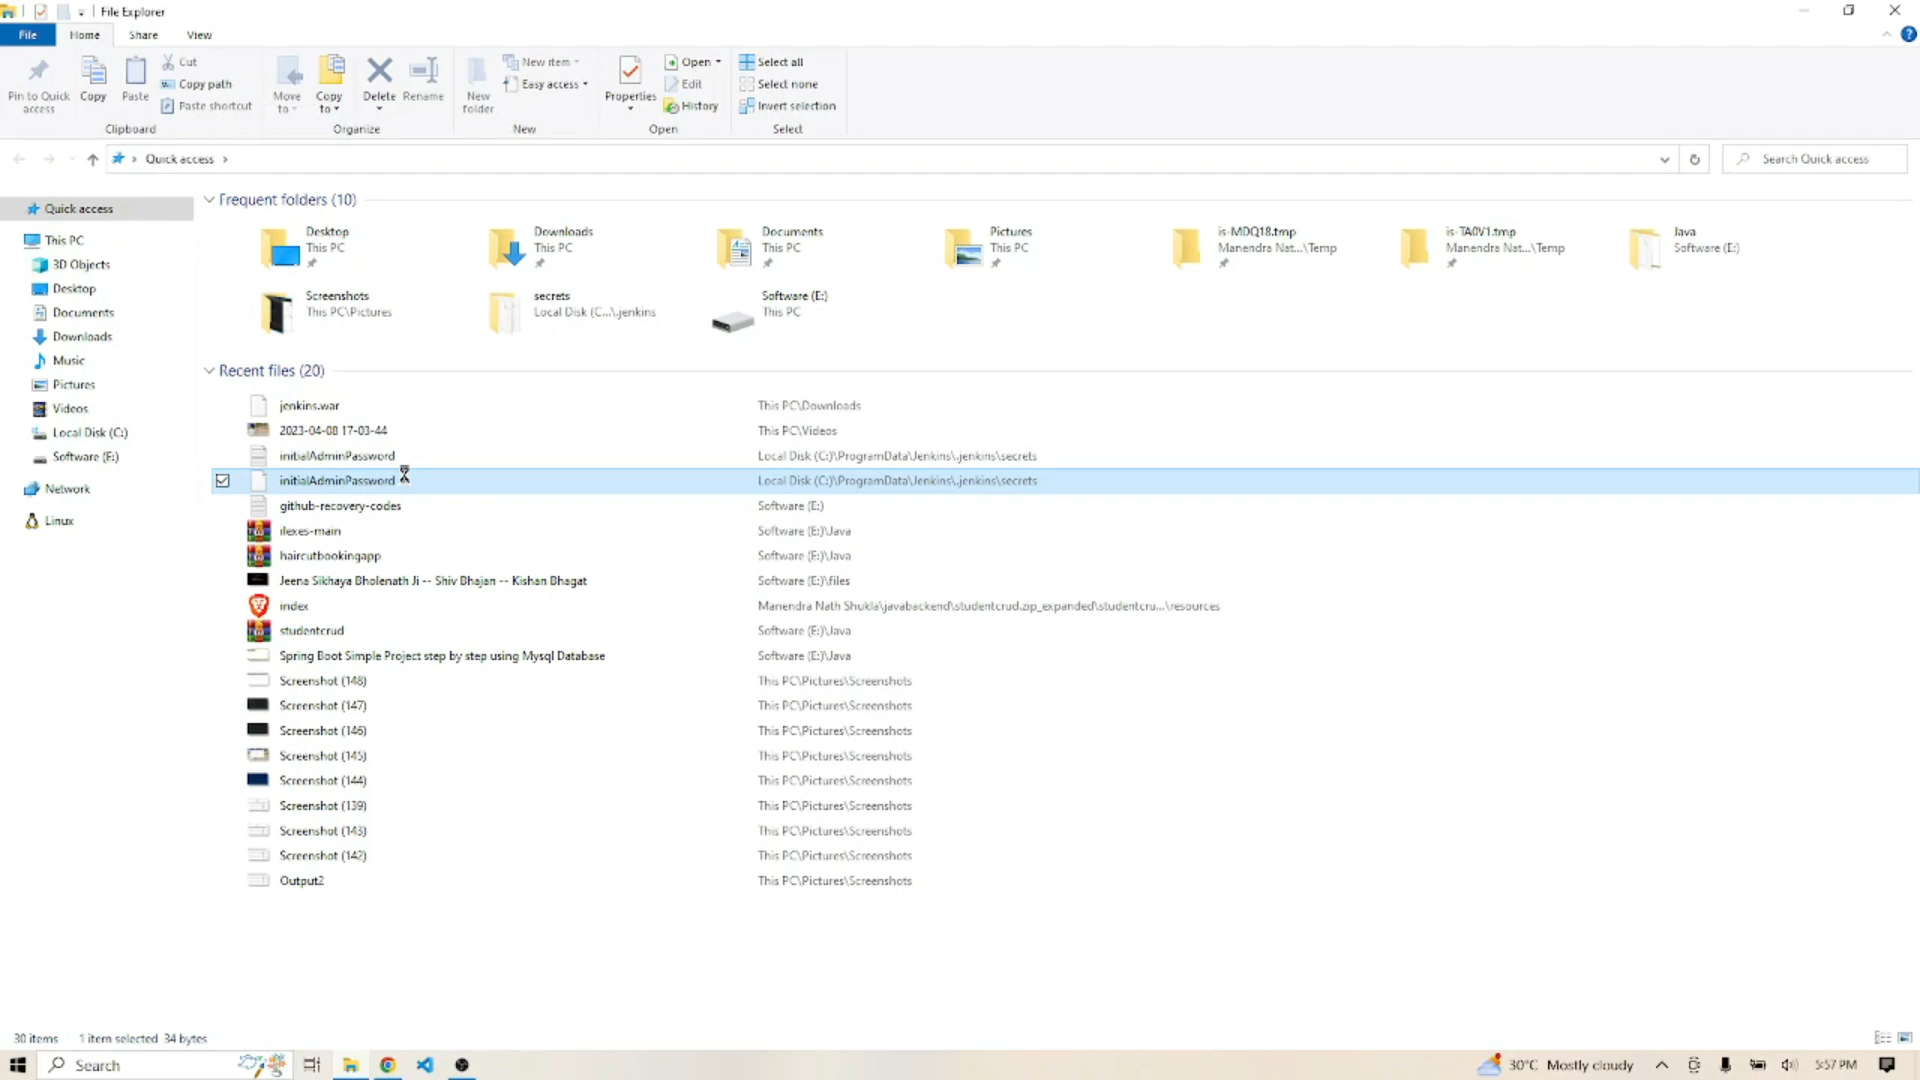 File Explorer
File Home Share View
Pin to Quick access
Copy
Paste
Cut
Copy path
Paste shortcut
Clipboard
Move to
Copy to
Delete
Rename
Organize
New folder
New item
Easy access
New
Properties
Open
Edit
History
Open
Select all
Select none
Invert selection
Select
Quick access
Search Quick access
Quick access
This PC
3D Objects
Desktop
Documents
Downloads
Music
Pictures
Videos
Local Disk (C:)
Software (E:)
Network
Linux
Frequent folders (10)
Desktop
This PC
Downloads
This PC
Documents
This PC
Pictures
This PC
is-MDQ18.tmp
Manendra Nat...\Temp
is-TA0V1.tmp
Manendra Nat...\Temp
Java
Software (E:)
Screenshots
This PC\Pictures
secrets
Local Disk (C...\.jenkins
Software (E:)
This PC
Recent files (20)
jenkins.war This PC\Downloads
2023-04-08 17-03-44 This PC\Videos
initialAdminPassword Local Disk (C:)\ProgramData\Jenkins\.jenkins\secrets
initialAdminPassword Local Disk (C:)\ProgramData\Jenkins\.jenkins\secrets
github-recovery-codes Software (E:)
ilexes-main Software (E:)\Java
haircutbookingapp Software (E:)\Java
Jeena Sikhaya Bholenath Ji -- Shiv Bhajan -- Kishan Bhagat Software (E:)\files
index Manendra Nath Shukla\javabackend\studentcrud.zip_expanded\studentcru...\resources
studentcrud Software (E:)\Java
Spring Boot Simple Project step by step using Mysql Database Software (E:)\Java
Screenshot (148) This PC\Pictures\Screenshots
Screenshot (147) This PC\Pictures\Screenshots
Screenshot (146) This PC\Pictures\Screenshots
Screenshot (145) This PC\Pictures\Screenshots
Screenshot (144) This PC\Pictures\Screenshots
Screenshot (139) This PC\Pictures\Screenshots
Screenshot (143) This PC\Pictures\Screenshots
Screenshot (142) This PC\Pictures\Screenshots
Output2 This PC\Pictures\Screenshots
30 items 1 item selected 34 bytes
Search
30°C Mostly cloudy
5:57 PM